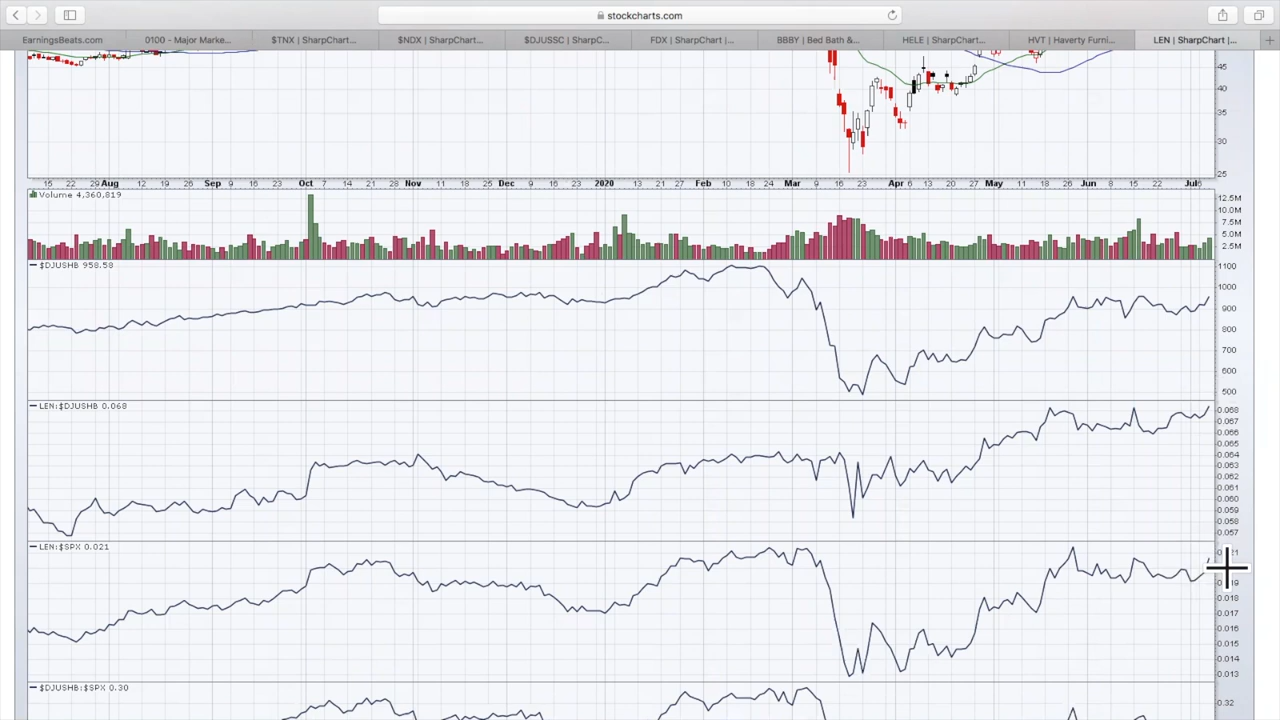 stockcharts.com
EarningsBeats.com
0100 - Major Marke...
$TNX | SharpChart...
$NDX | SharpChart...
$DJUSSC | SharpC...
FDX | SharpChart |...
BBBY | Bed Bath &...
HELE | SharpChart...
HVT | Haverty Furni...
LEN | SharpChart |...
45
40
35
30
25
15 22 29 Aug 12 19 26 Sep 9 16 23 Oct 7 14 21 28 Nov 11 18 25 Dec 9 16 23 2020 13 21 27 Feb 10 18 24 Mar 9 16 23 Apr 6 13 20 27 May 11 18 26 Jun 8 15 22 Jul 6
Volume 4,360,819
12.5M
10.0M
7.5M
5.0M
2.5M
$DJUSHB 958.58
1100
1000
900
800
700
600
500
LEN:$DJUSHB 0.068
0.068
0.067
0.066
0.065
0.064
0.063
0.062
0.061
0.060
0.059
0.058
0.057
LEN:$SPX 0.021
0.018
0.017
0.016
0.015
0.014
0.013
$DJUSHB:$SPX 0.30
0.32